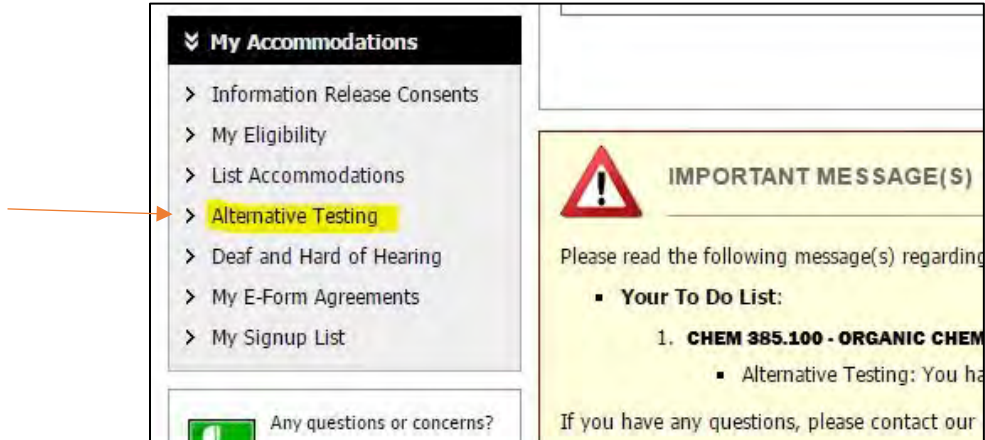 My Accommodations
Information Release Consents
My Eligibility
List Accommodations
Alternative Testing
Deaf and Hard of Hearing
My E-Form Agreements
My Signup List
Any questions or concerns?
IMPORTANT MESSAGE(S)
Please read the following message(s) regarding
Your To Do List:
1. CHEM 385.100 - ORGANIC CHEM
Alternative Testing: You ha
If you have any questions, please contact our